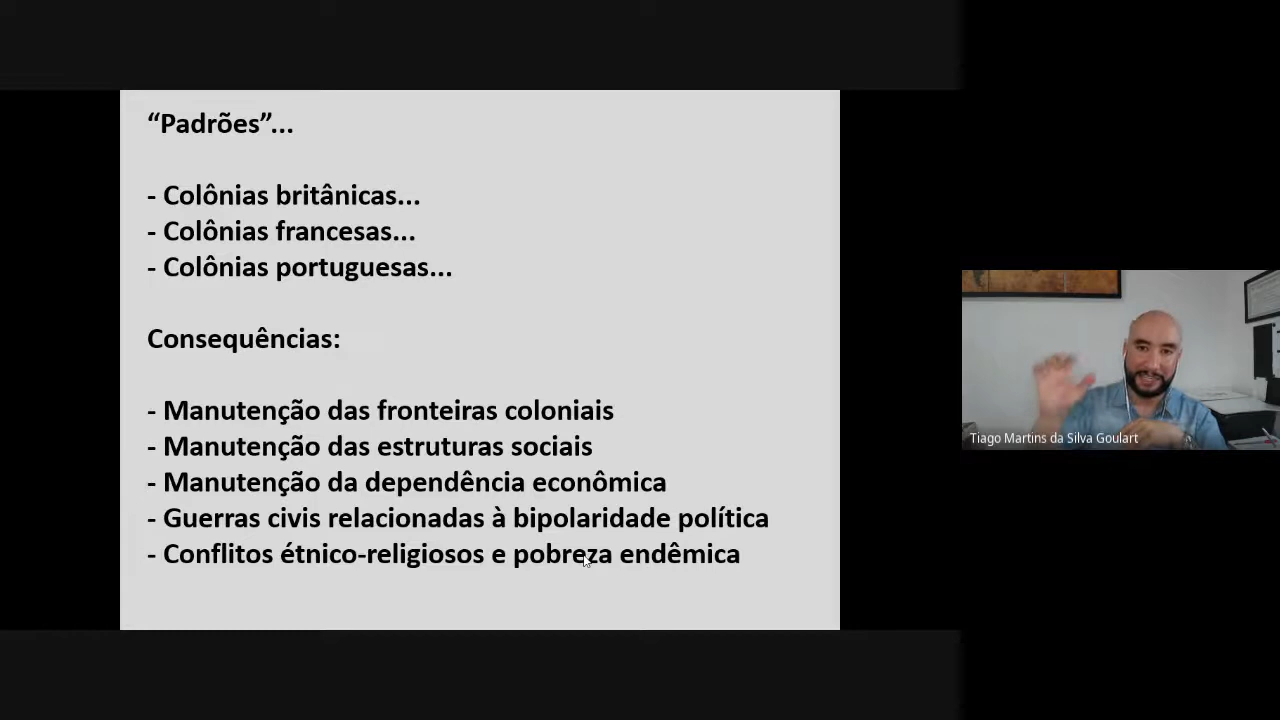 “Padrões”...
- Colônias britânicas...
- Colônias francesas...
- Colônias portuguesas...
Consequências:
- Manutenção das fronteiras coloniais
- Manutenção das estruturas sociais
- Manutenção da dependência econômica
- Guerras civis relacionadas à bipolaridade política
- Conflitos étnico-religiosos e pobreza endêmica
Tiago Martins da Silva Goulart